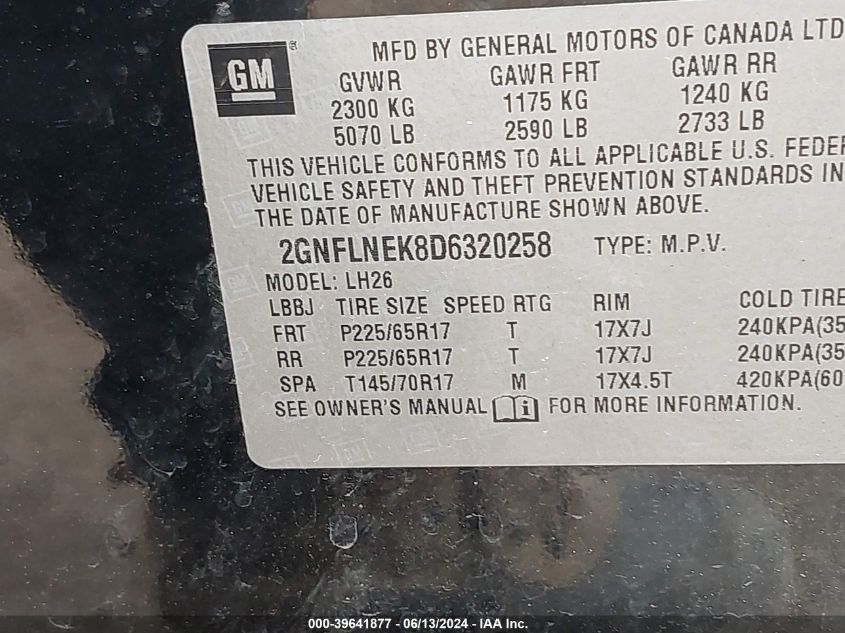 GM ® MFD BY GENERAL MOTORS OF CANADA LTD
GVWR GAWR FRT GAWR RR
2300 KG 1175 KG 1240 KG
5070 LB 2590 LB 2733 LB
THIS VEHICLE CONFORMS TO ALL APPLICABLE U.S. FEDER
VEHICLE SAFETY AND THEFT PREVENTION STANDARDS IN
THE DATE OF MANUFACTURE SHOWN ABOVE.
2GNFLNEK8D6320258 TYPE: M.P.V.
MODEL: LH26
LBBJ TIRE SIZE SPEED RTG RIM COLD TIRE
FRT P225/65R17 T 17X7J 240KPA(35
RR P225/65R17 T 17X7J 240KPA(35
SPA T145/70R17 M 17X4.5T 420KPA(60
SEE OWNER'S MANUAL i FOR MORE INFORMATION.
000-39641877 - 06/13/2024 - IAA Inc.